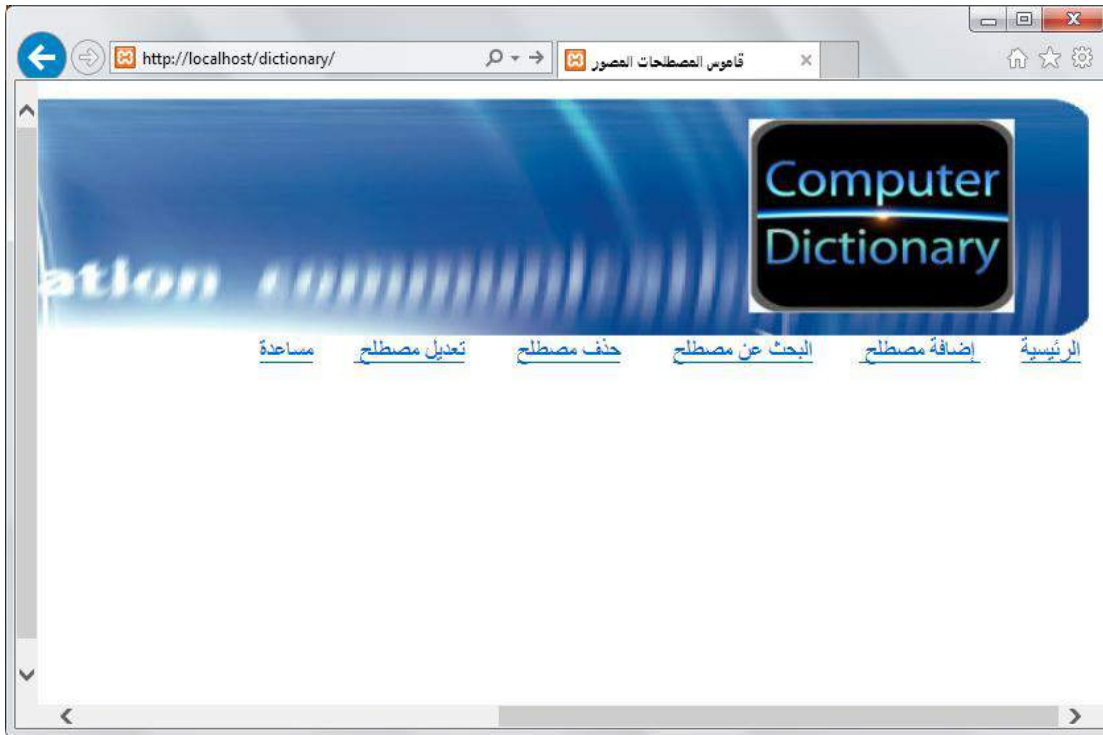 http://localhost/dictionary/
قاموس المصطلحات المصور
Computer
Dictionary
ation
الرئيسية إضافة مصطلح البحث عن مصطلح حذف مصطلح تعديل مصطلح مساعدة